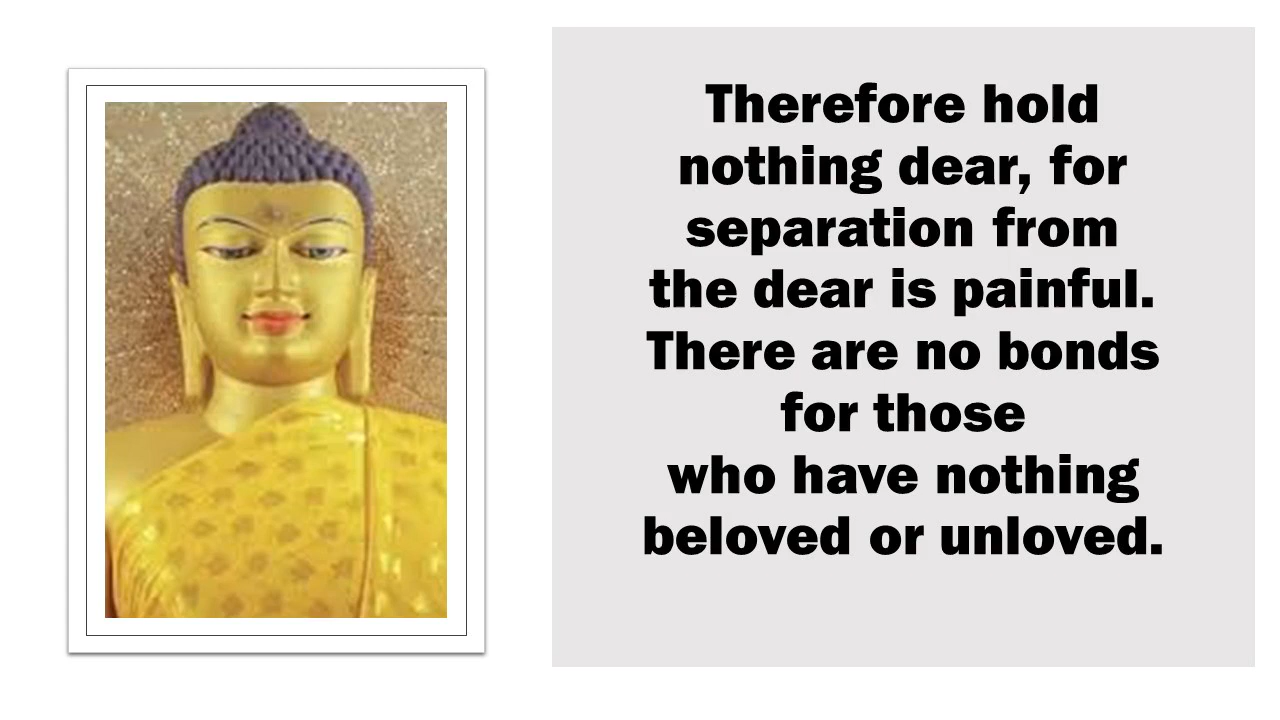 Therefore hold
nothing dear, for
separation from
the dear is painful.
There are no bonds
for those
who have nothing
beloved or unloved.